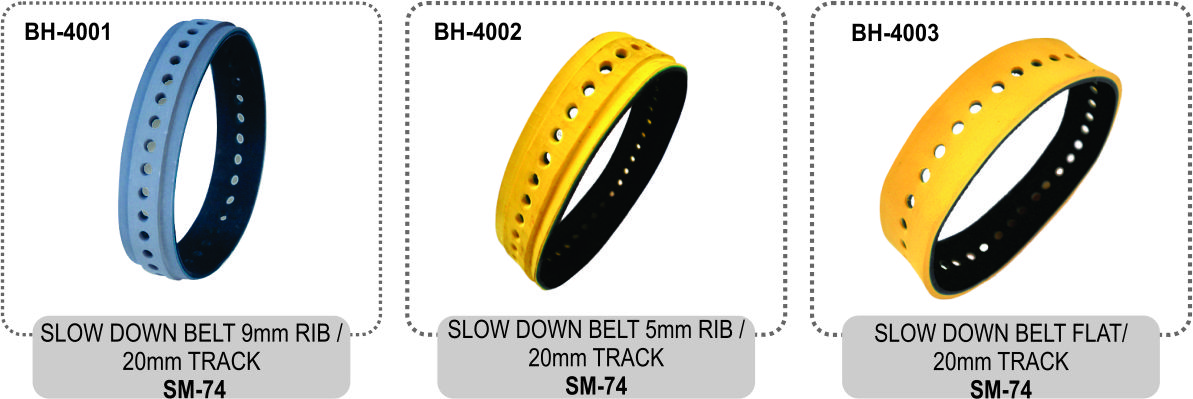 BH-4001
SLOW DOWN BELT 9mm RIB /
20mm TRACK
SM-74
BH-4002
SLOW DOWN BELT 5mm RIB /
20mm TRACK
SM-74
BH-4003
SLOW DOWN BELT FLAT/
20mm TRACK
SM-74